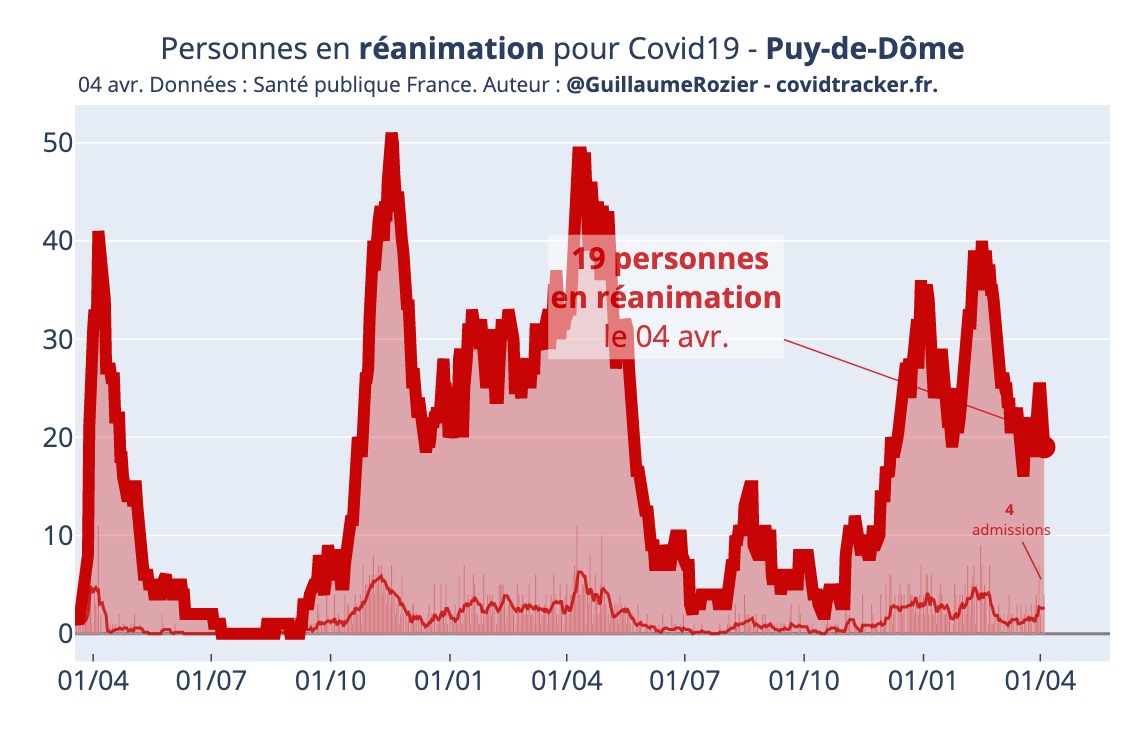 Personnes en réanimation pour Covid19 - Puy-de-Dôme
04 avr. Données : Santé publique France. Auteur : @GuillaumeRozier - covidtracker.fr.
50
40
30
20
10
0
19 personnes
en réanimation
le 04 avr.
4
admissions
01/04 01/07 01/10 01/01 01/04 01/07 01/10 01/01 01/04